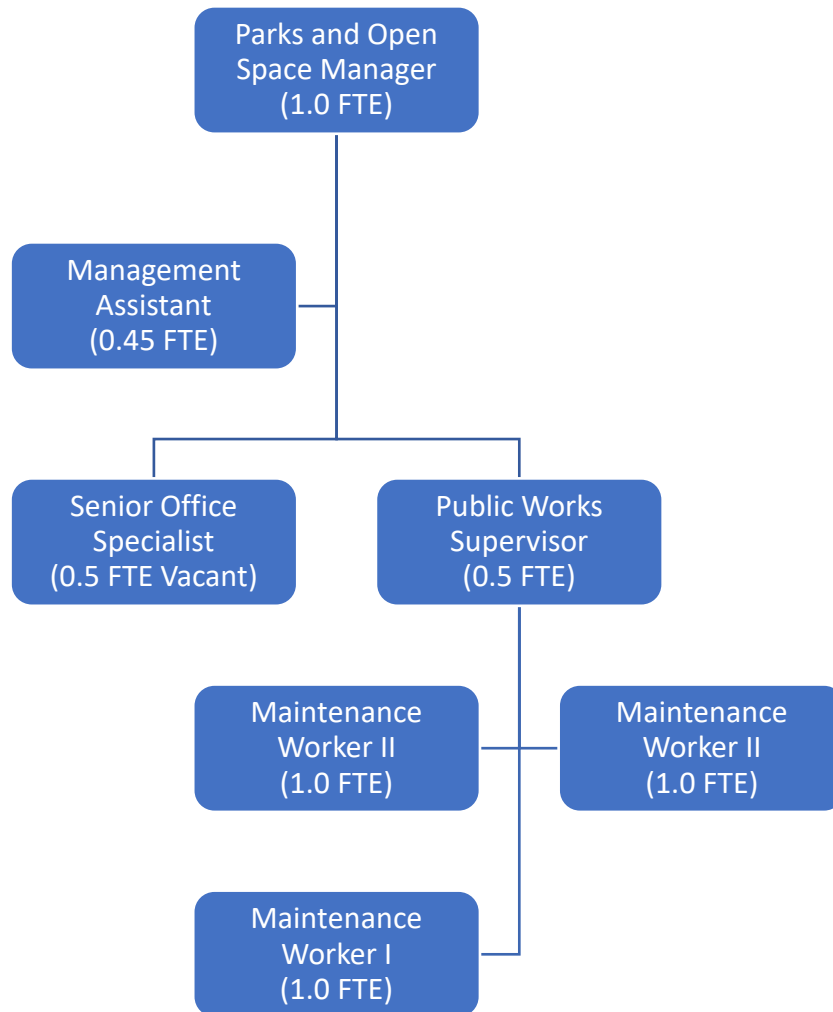 Parks and Open
Space Manager
(1.0 FTE)
Management
Assistant
(0.45 FTE)
Senior Office
Specialist
(0.5 FTE Vacant)
Public Works
Supervisor
(0.5 FTE)
Maintenance
Worker II
(1.0 FTE)
Maintenance
Worker II
(1.0 FTE)
Maintenance
Worker I
(1.0 FTE)